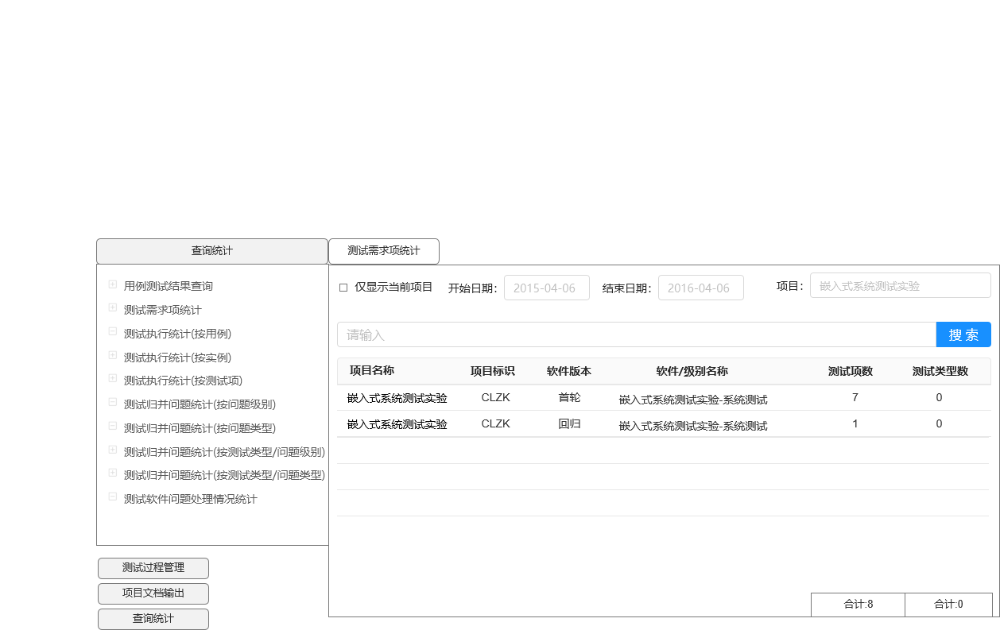 查询统计
测试需求项统计
用例测试结果查询
测试需求项统计
测试执行统计(按用例)
测试执行统计(按实例)
测试执行统计(按测试项)
测试归并问题统计(按问题级别)
测试归并问题统计(按问题类型)
测试归并问题统计(按测试类型/问题级别)
测试归并问题统计(按测试类型/问题类型)
测试软件问题处理情况统计
测试过程管理
项目文档输出
查询统计
仅显示当前项目 开始日期: 2015-04-06 结束日期: 2016-04-06 项目: 嵌入式系统测试实验
请输入 搜 索
项目名称 项目标识 软件版本 软件/级别名称 测试项数 测试类型数
嵌入式系统测试实验 CLZK 首轮 嵌入式系统测试实验-系统测试 7 0
嵌入式系统测试实验 CLZK 回归 嵌入式系统测试实验-系统测试 1 0
合计:8 合计:0